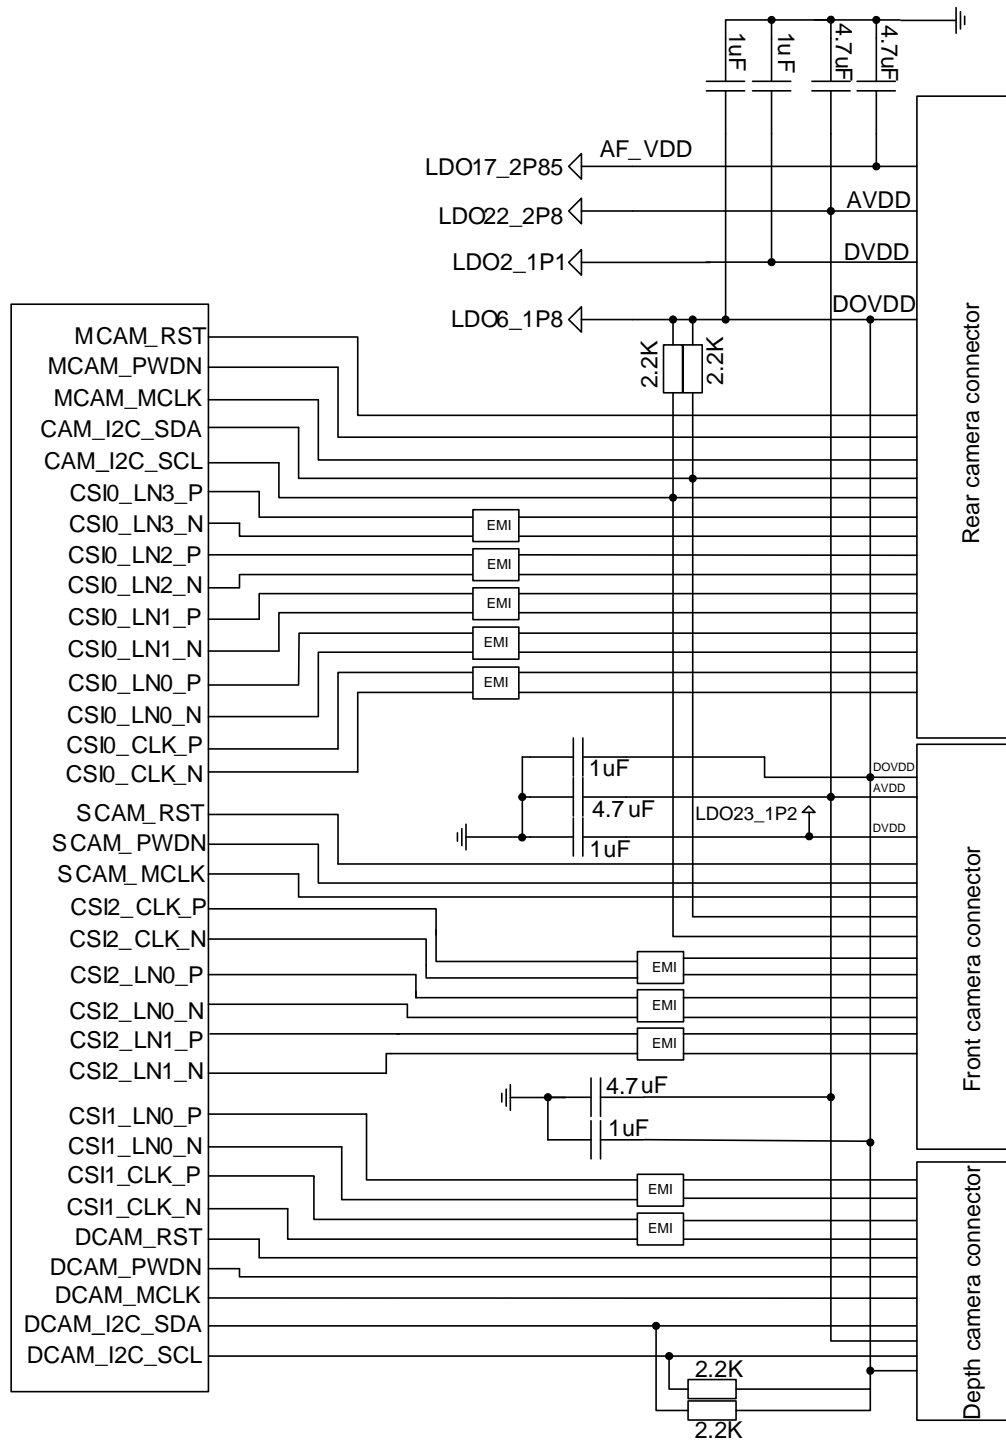 1uF
1uF
4.7uF
4.7uF
LDO17_2P85
AF_VDD
LDO22_2P8
AVDD
LDO2_1P1
DVDD
LDO6_1P8
DOVDD
2.2K
2.2K
Rear camera connector
MCAM_RST
MCAM_PWDN
MCAM_MCLK
CAM_I2C_SDA
CAM_I2C_SCL
CSI0_LN3_P
CSI0_LN3_N
EMI
CSI0_LN2_P
EMI
CSI0_LN2_N
CSI0_LN1_P
EMI
CSI0_LN1_N
EMI
CSI0_LN0_P
EMI
CSI0_LN0_N
CSI0_CLK_P
CSI0_CLK_N
1uF
DOVDD
AVDD
SCAM_RST
4.7uF
LDO23_1P2
DVDD
SCAM_PWDN
1uF
SCAM_MCLK
Front camera connector
CSI2_CLK_P
CSI2_CLK_N
EMI
CSI2_LN0_P
EMI
CSI2_LN0_N
CSI2_LN1_P
EMI
CSI2_LN1_N
4.7uF
CSI1_LN0_P
1uF
CSI1_LN0_N
CSI1_CLK_P
EMI
CSI1_CLK_N
EMI
DCAM_RST
DCAM_PWDN
DCAM_MCLK
DCAM_I2C_SDA
DCAM_I2C_SCL
Depth camera connector
2.2K
2.2K